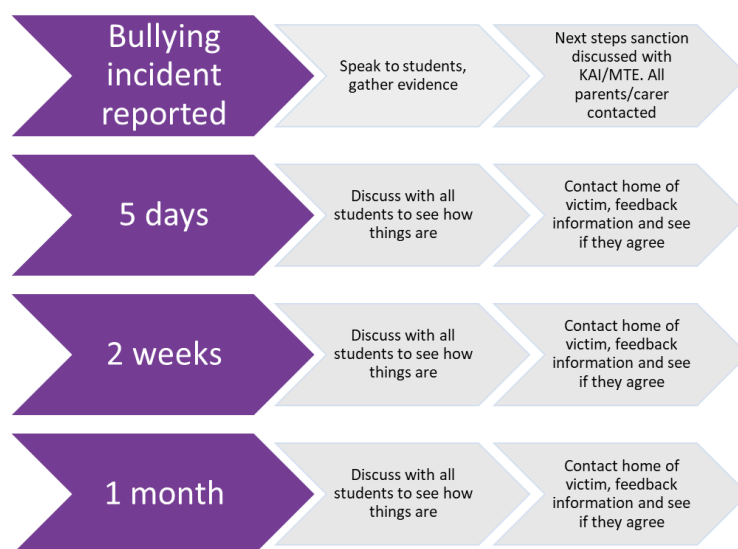 Bullying
incident
reported
Speak to students,
gather evidence
Next steps sanction
discussed with
KAI/MTE. All
parents/carer
contacted
5 days
Discuss with all
students to see how
things are
Contact home of
victim, feedback
information and see
if they agree
2 weeks
Discuss with all
students to see how
things are
Contact home of
victim, feedback
information and see
if they agree
1 month
Discuss with all
students to see how
things are
Contact home of
victim, feedback
information and see
if they agree